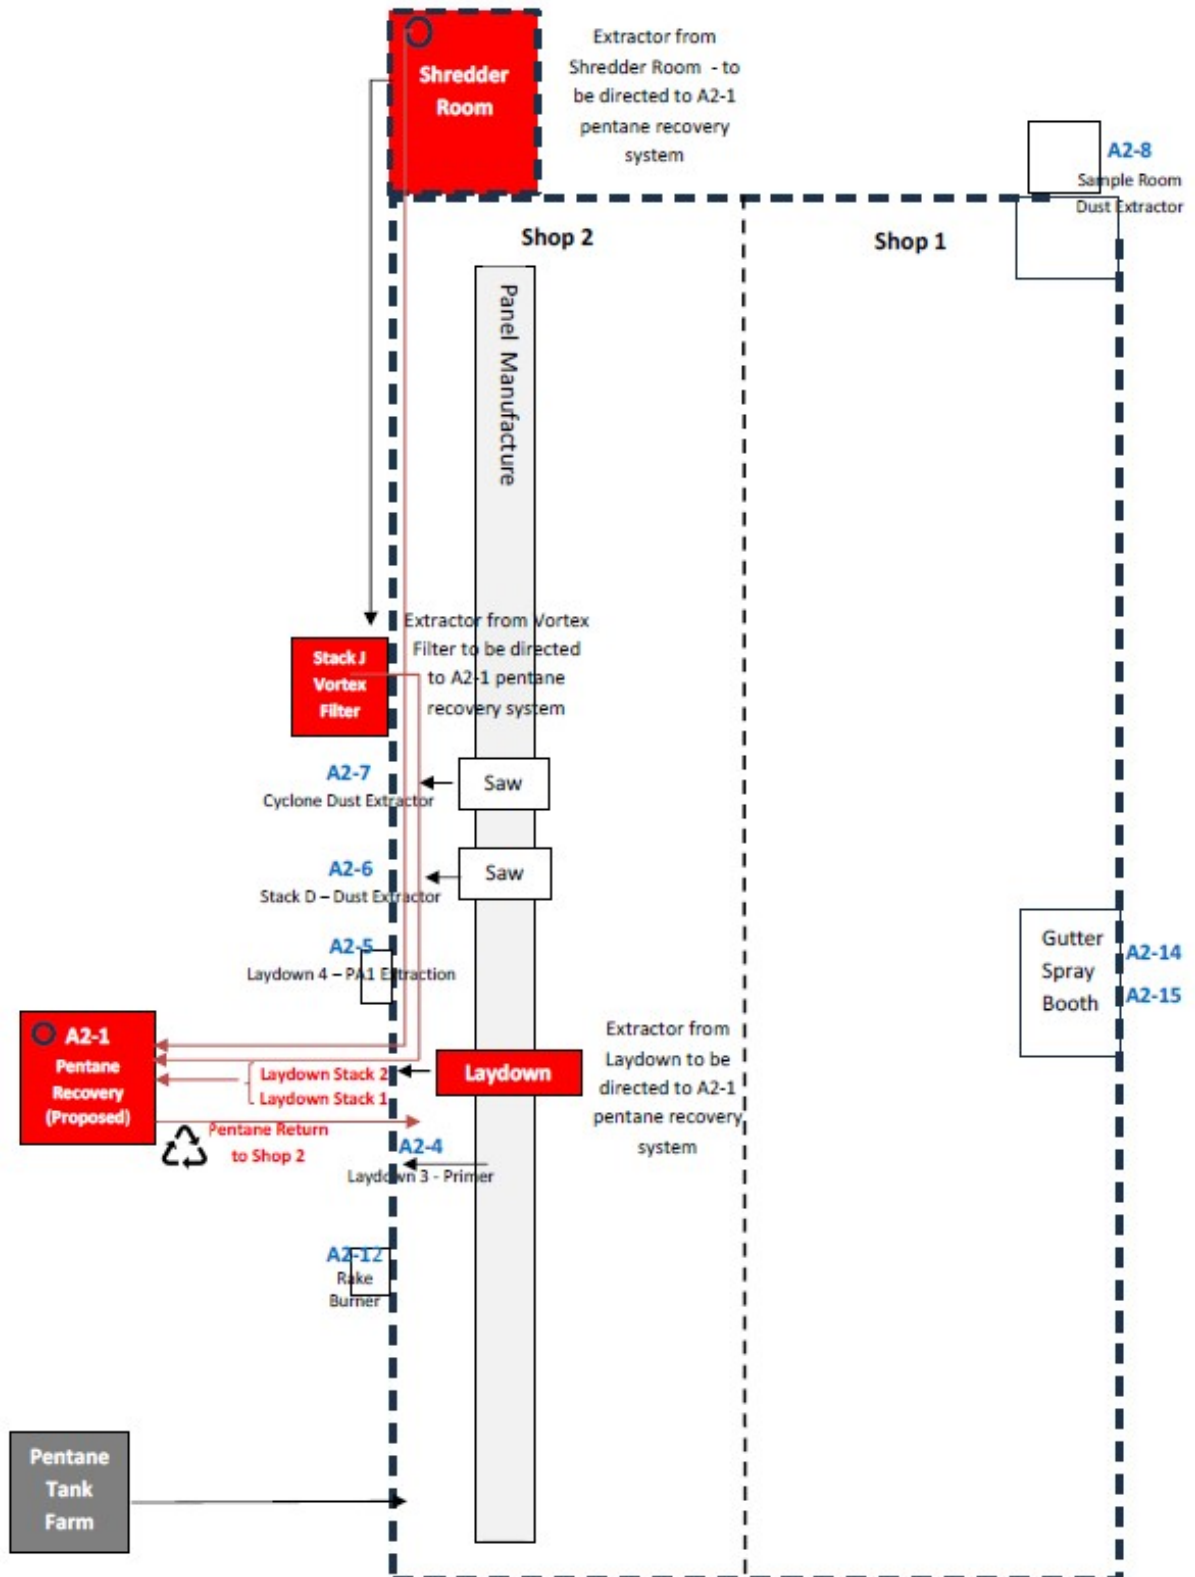 Shredder
Room
Extractor from
Shredder Room - to
be directed to A2-1
pentane recovery
system
A2-8
Sample Room
Dust Extractor
Shop 2
Shop 1
Panel Manufacture
Extractor from Vortex
Filter to be directed
to A2-1 pentane
recovery system
Stack J
Vortex
Filter
A2-7
Cyclone Dust Extractor
Saw
A2-6
Stack D – Dust Extractor
Saw
A2-5
Laydown 4 – PA1 Extraction
Gutter
Spray
Booth
A2-14
A2-15
A2-1
Pentane
Recovery
(Proposed)
Laydown Stack 2
Laydown Stack 1
Laydown
Extractor from
Laydown to be
directed to A2-1
pentane recovery
system
Pentane Return
to Shop 2
A2-4
Laydown 3 - Primer
A2-12
Rake
Burner
Pentane
Tank
Farm